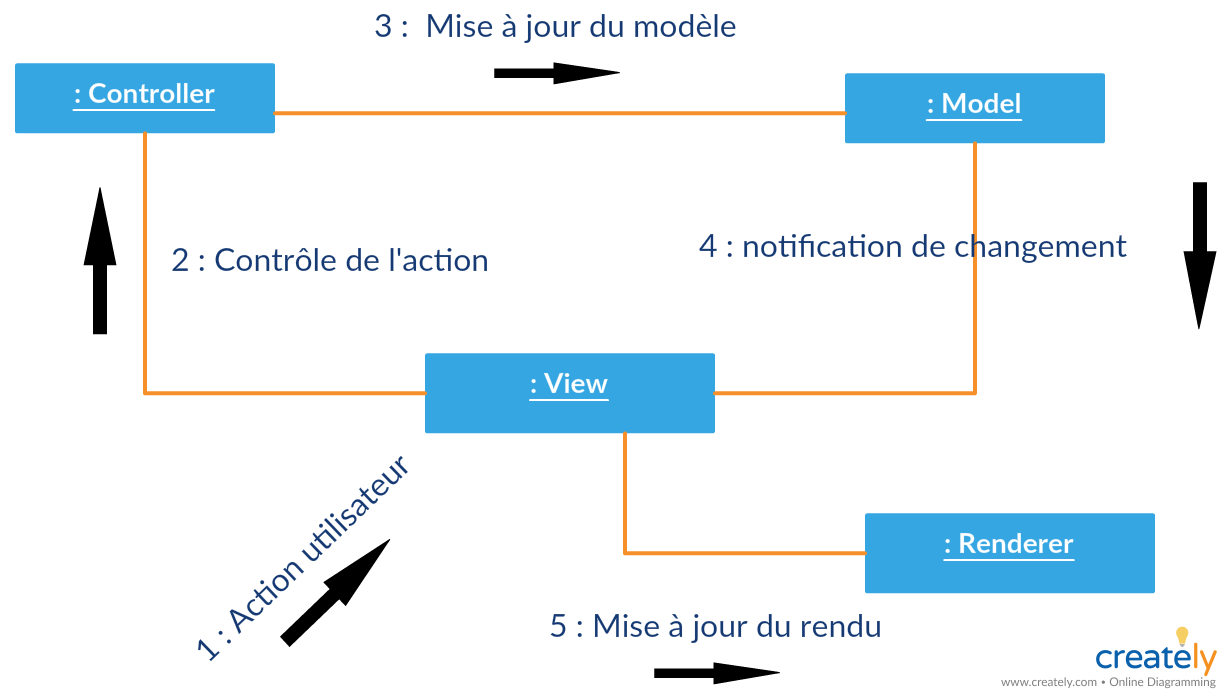 3 : Mise à jour du modèle
: Controller
: Model
2 : Contrôle de l'action
4 : notification de changement
: View
1 : Action utilisateur
: Renderer
5 : Mise à jour du rendu
creately
www.creately.com • Online Diagramming